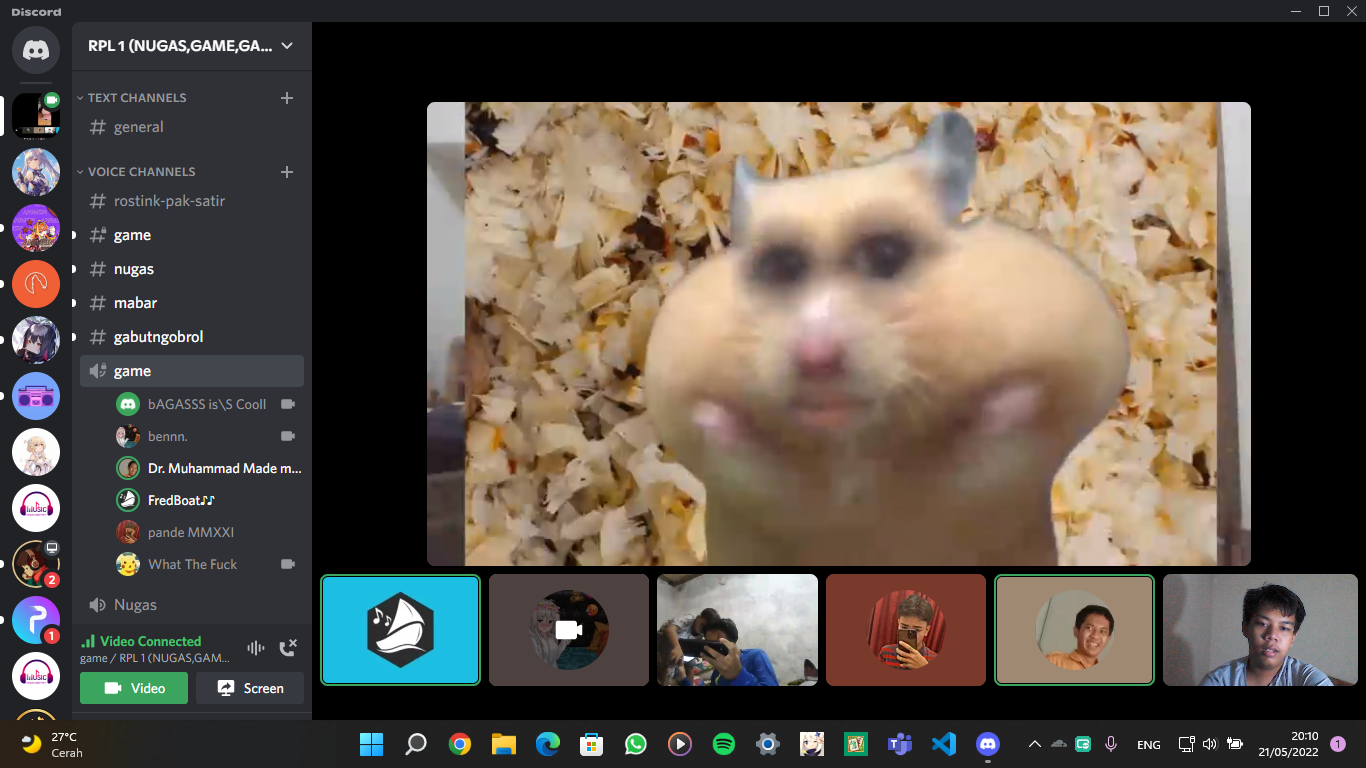 Discord
RPL 1 (NUGAS,GAME,GA...
TEXT CHANNELS
general
VOICE CHANNELS
rostink-pak-satir
game
nugas
mabar
gabutngobrol
game
bAGASSS is\S Cooll
bennn.
Dr. Muhammad Made m...
FredBoat♪♪
pande MMXXI
What The Fuck
Nugas
Video Connected
game / RPL 1 (NUGAS,GAM...
Video
Screen
MUSIC
2
1
MUSIC
27°C
Cerah
ENG
20:10
21/05/2022
1